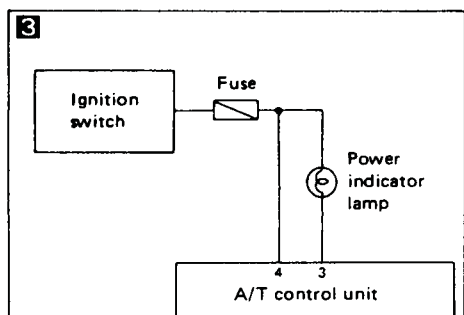 3
Fuse
Ignition
switch
Power
indicator
lamp
4 3
A/T control unit